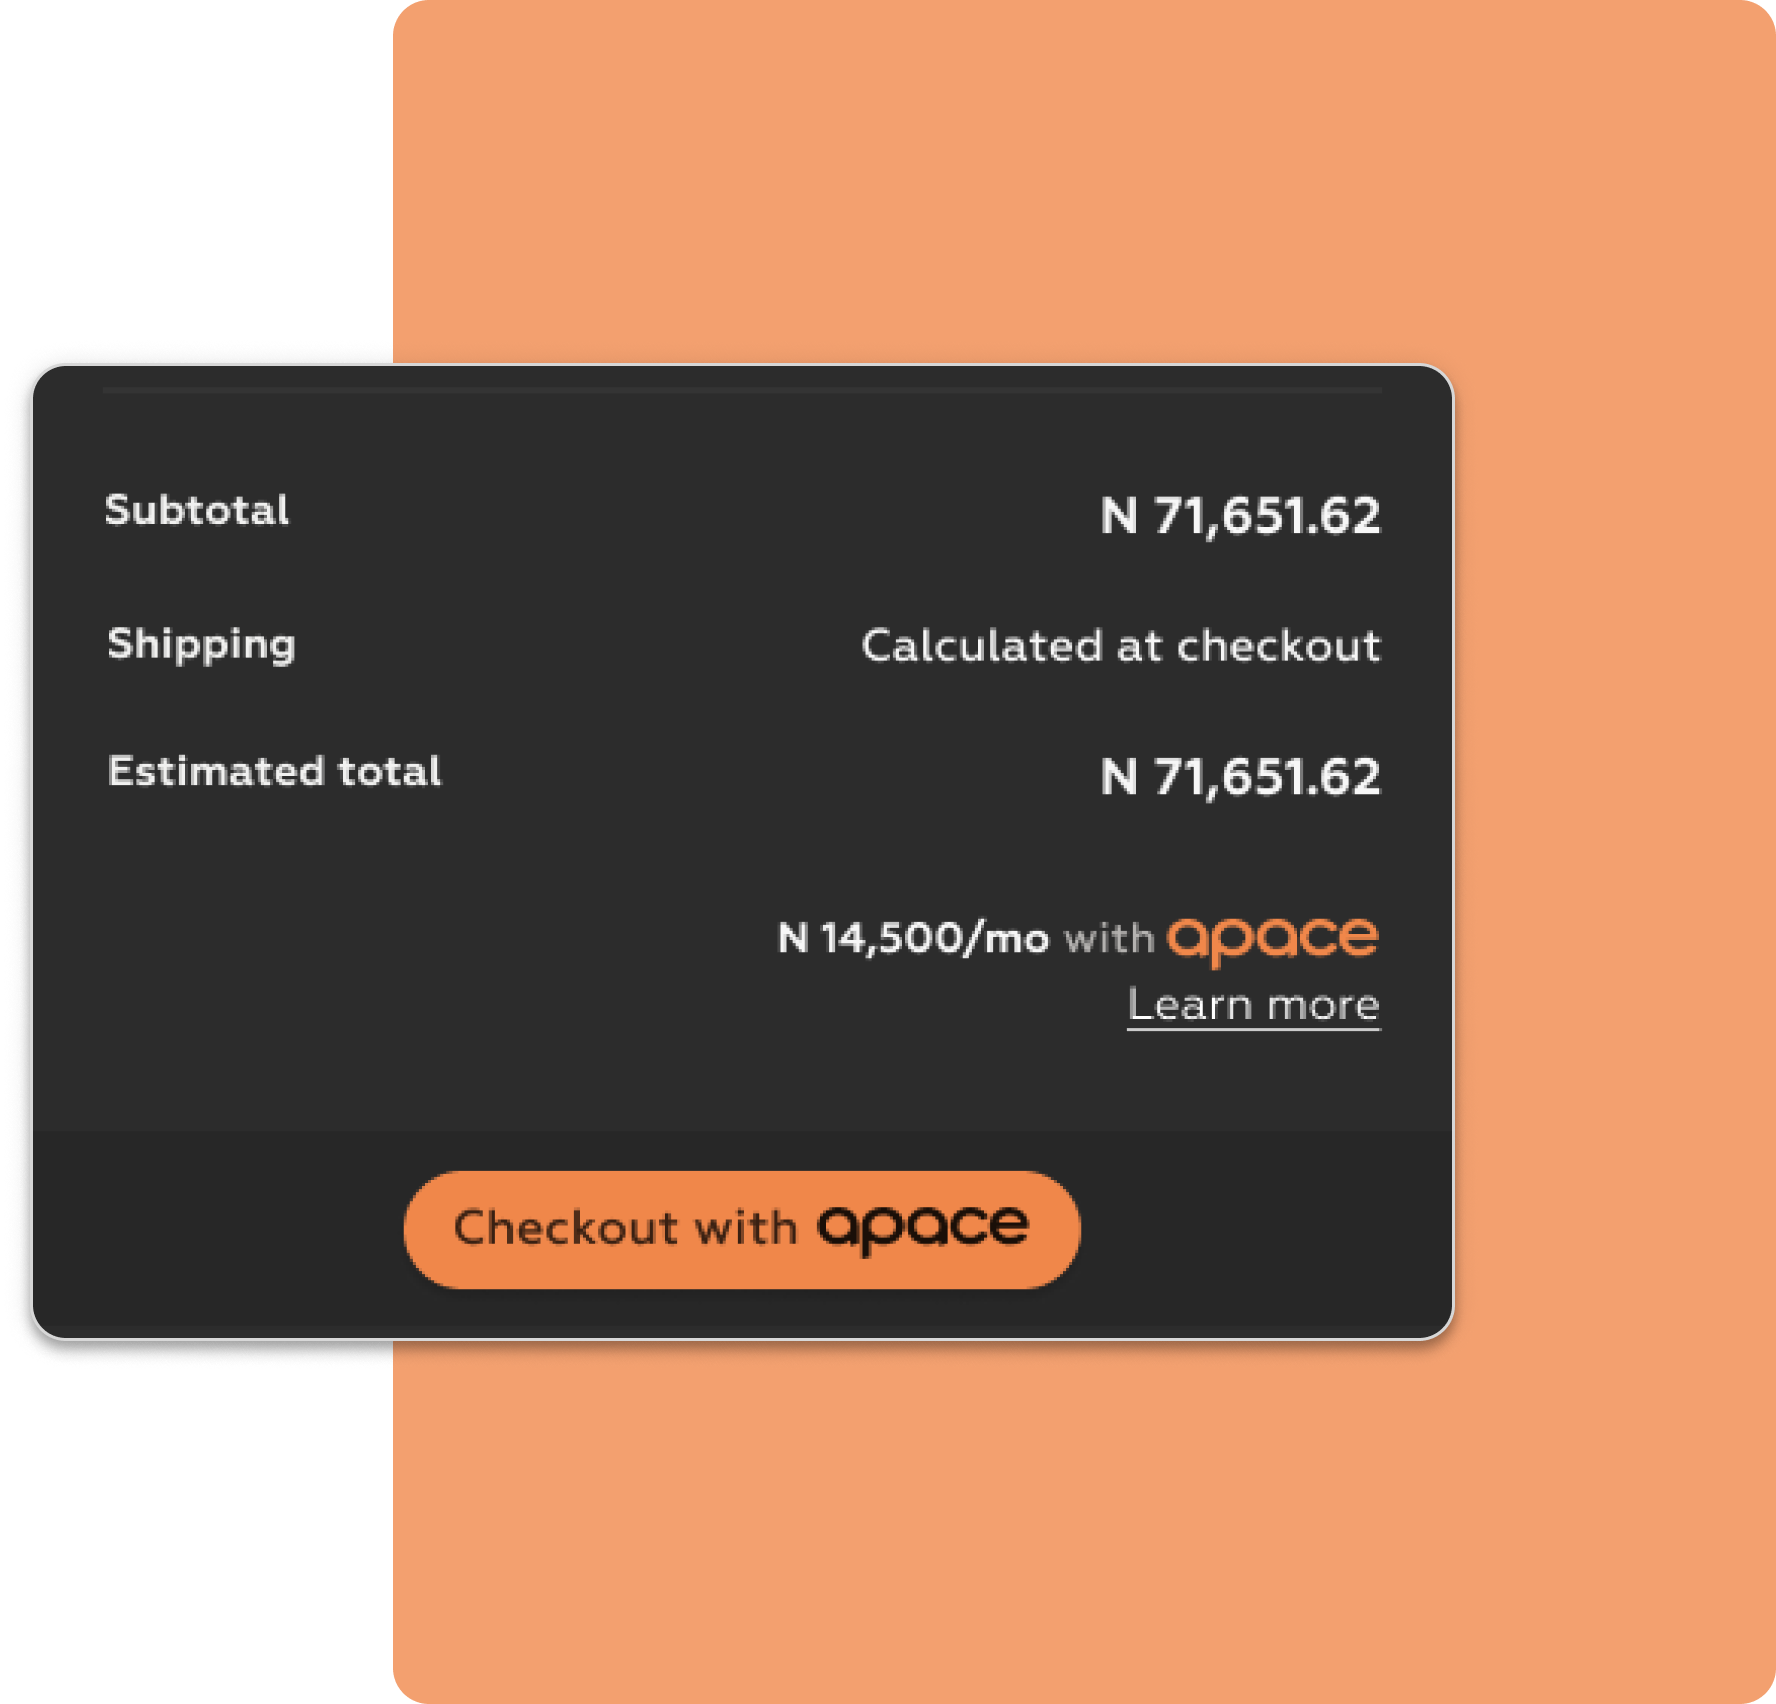 Subtotal N 71,651.62
Shipping Calculated at checkout
Estimated total N 71,651.62
N 14,500/mo with apace
Learn more
Checkout with apace